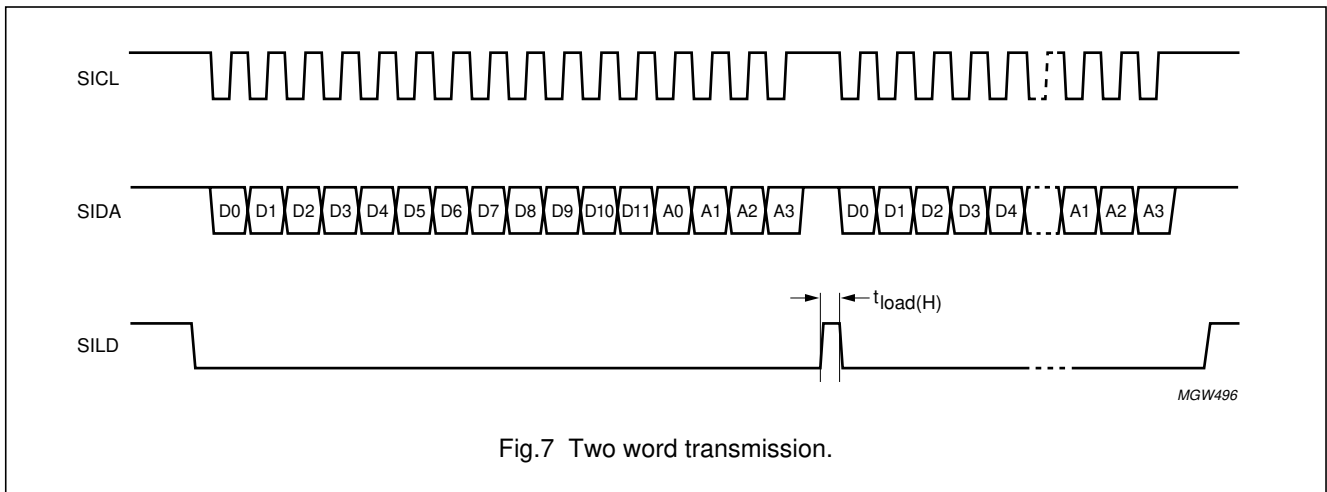 SICL
SIDA
D0 D1 D2 D3 D4 D5 D6 D7 D8 D9 D10 D11 A0 A1 A2 A3 D0 D1 D2 D3 D4 A1 A2 A3
tload(H)
SILD
MGW496
Fig.7 Two word transmission.